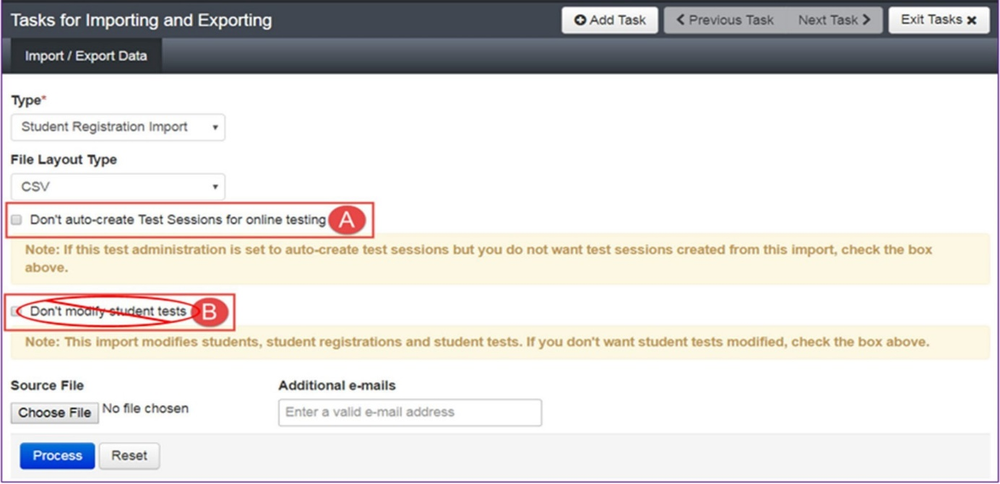 Tasks for Importing and Exporting
Add Task
Previous Task
Next Task
Exit Tasks
Import / Export Data
Type*
Student Registration Import
File Layout Type
CSV
Don't auto-create Test Sessions for online testing A
Note: If this test administration is set to auto-create test sessions but you do not want test sessions created from this import, check the box
above.
Don't modify student tests B
Note: This import modifies students, student registrations and student tests. If you don't want student tests modified, check the box above.
Source File
Additional e-mails
Choose File No file chosen
Enter a valid e-mail address
Process
Reset